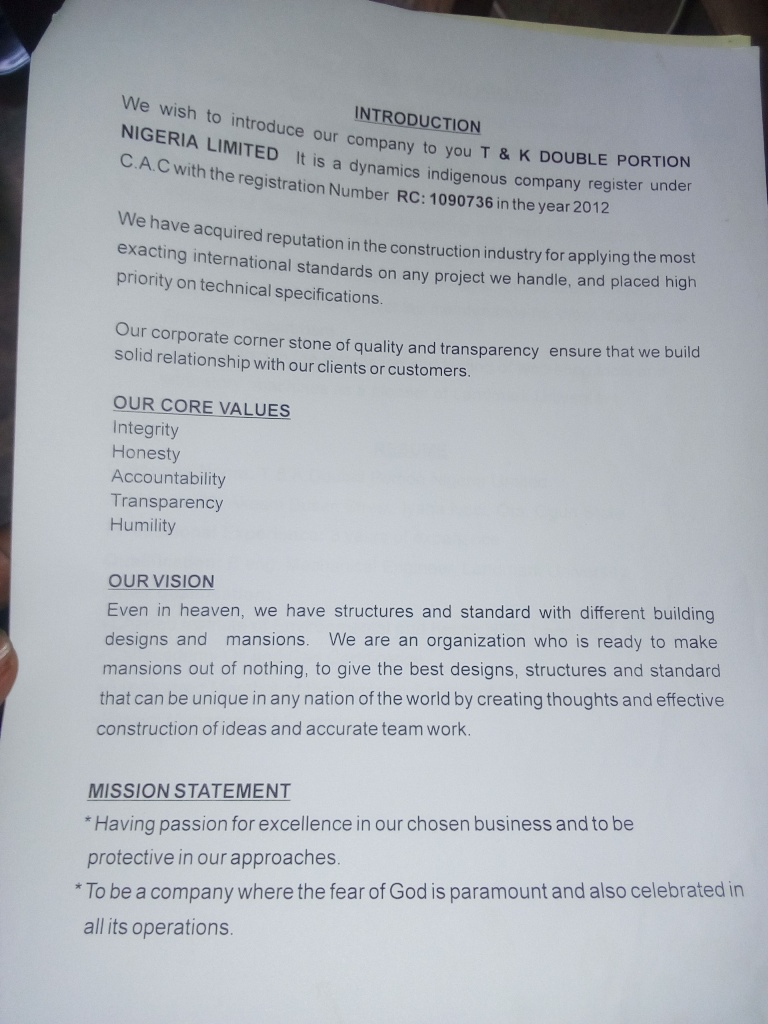 INTRODUCTION
We wish to introduce our company to you T & K DOUBLE PORTION
NIGERIA LIMITED It is a dynamics indigenous company register under
C.A.C with the registration Number RC: 1090736 in the year 2012
We have acquired reputation in the construction industry for applying the most
exacting international standards on any project we handle, and placed high
priority on technical specifications.
Our corporate corner stone of quality and transparency ensure that we build
solid relationship with our clients or customers.
OUR CORE VALUES
Integrity
Honesty
Accountability
Transparency
Humility
OUR VISION
Even in heaven, we have structures and standard with different building
designs and mansions. We are an organization who is ready to make
mansions out of nothing, to give the best designs, structures and standard
that can be unique in any nation of the world by creating thoughts and effective
construction of ideas and accurate team work.
MISSION STATEMENT
* Having passion for excellence in our chosen business and to be
protective in our approaches.
* To be a company where the fear of God is paramount and also celebrated in
all its operations.